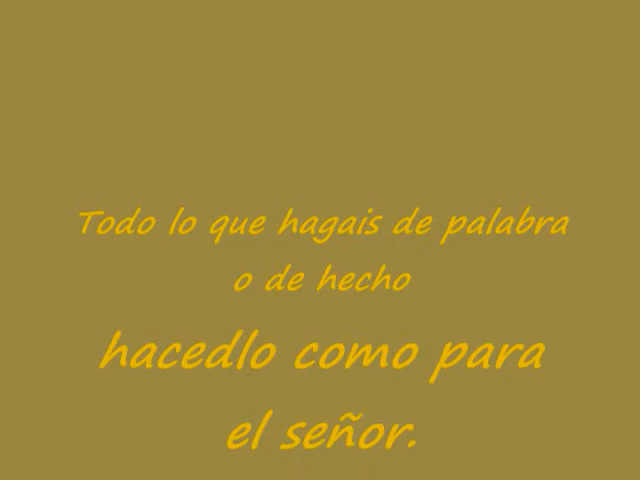 Todo lo que hagais de palabra
o de hecho
hacedlo como para
el señor.